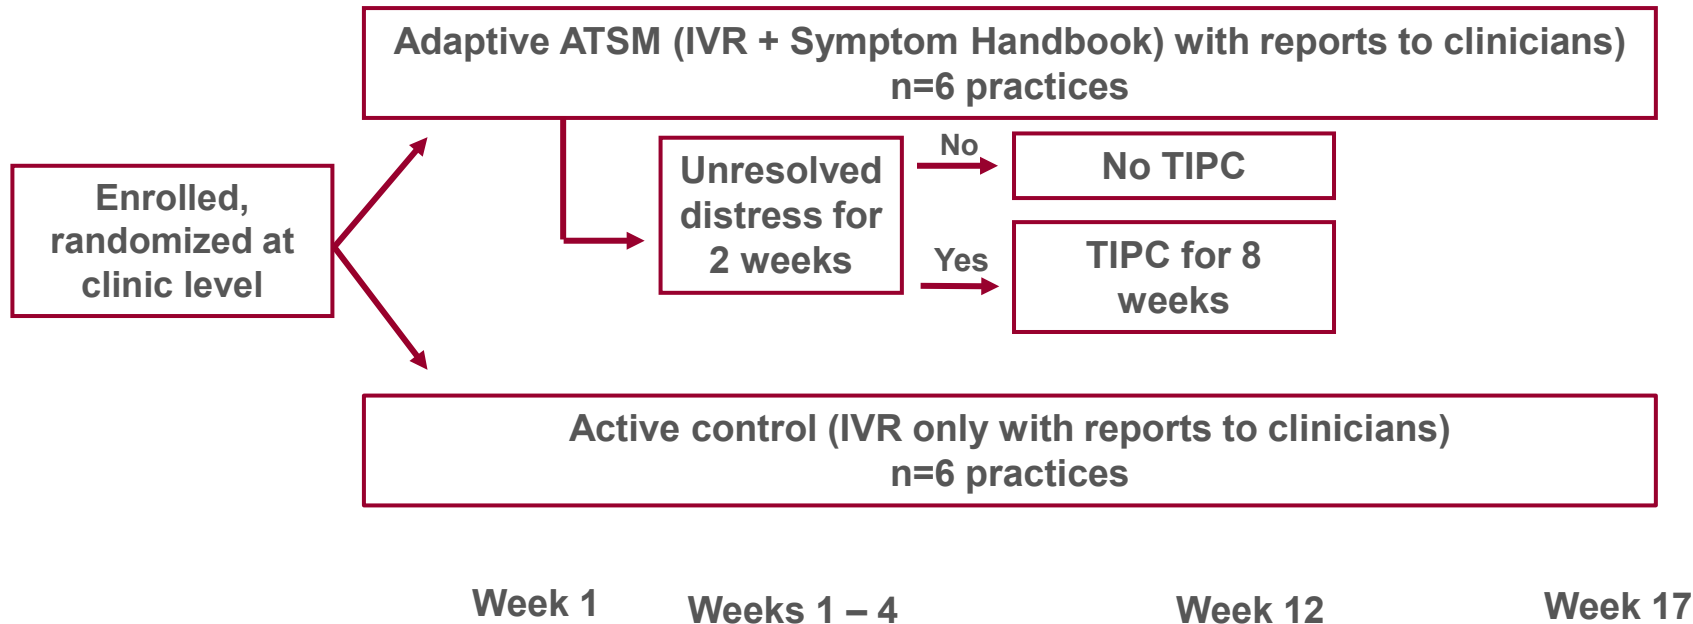 Adaptive ATSM (IVR + Symptom Handbook) with reports to clinicians)
n=6 practices
Enrolled,
randomized at
clinic level
Unresolved
distress for
2 weeks
No
No TIPC
Yes
TIPC for 8
weeks
Active control (IVR only with reports to clinicians)
n=6 practices
Week 1
Weeks 1 – 4
Week 12
Week 17